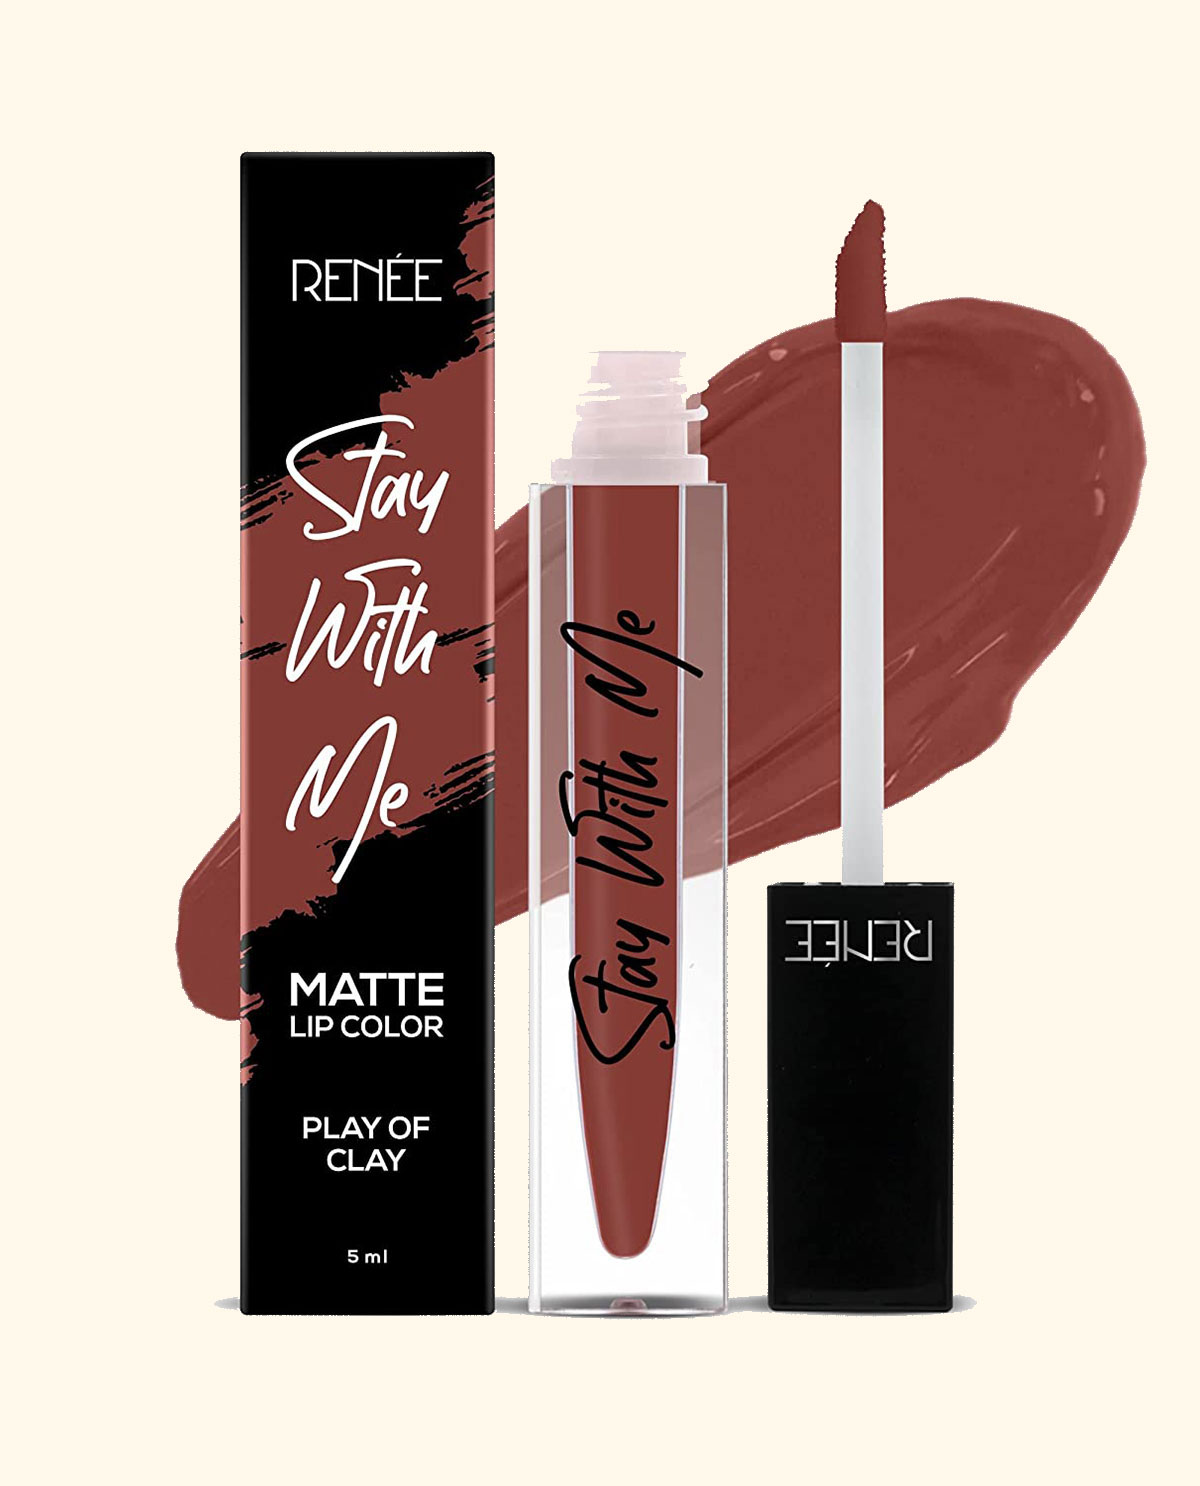 RENÉE
Stay
With
Me
MATTE
LIP COLOR
PLAY OF
CLAY
5 ml
Stay With Me
RENÉE